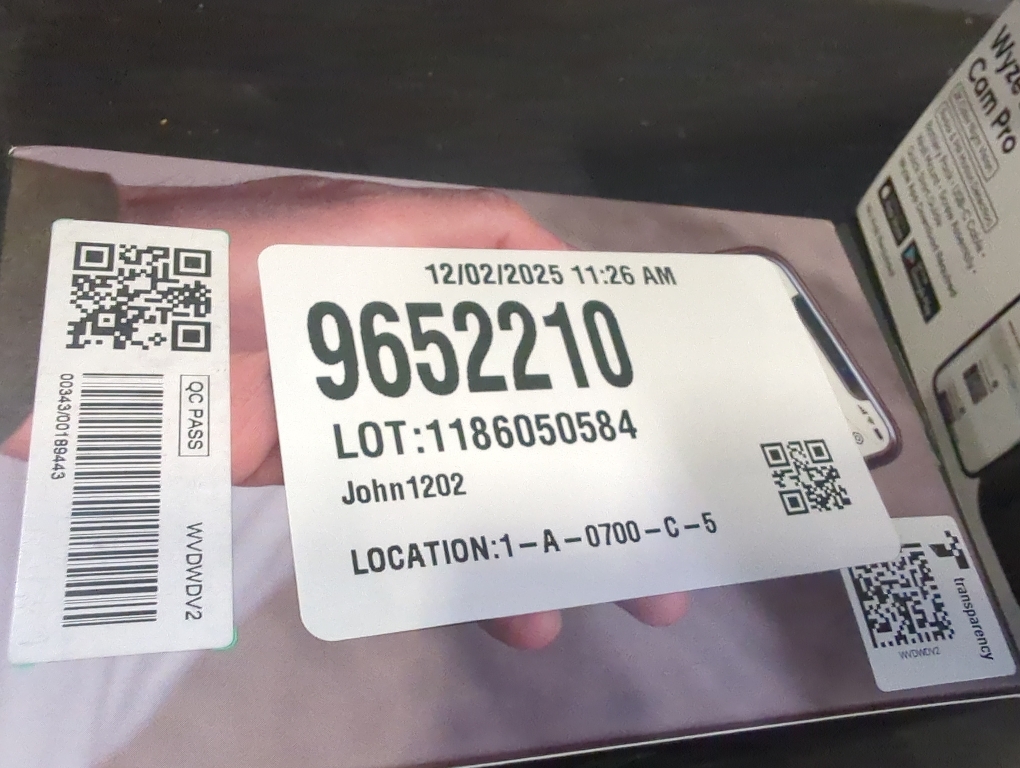 12/02/2025 11:26 AM
9652210
LOT:1186050584
John1202
LOCATION:1-A-0700-C-5
QC PASS
00343/00189443
WVDWDV2
transparency
WVDWDV2
Wyze
Cam Pro